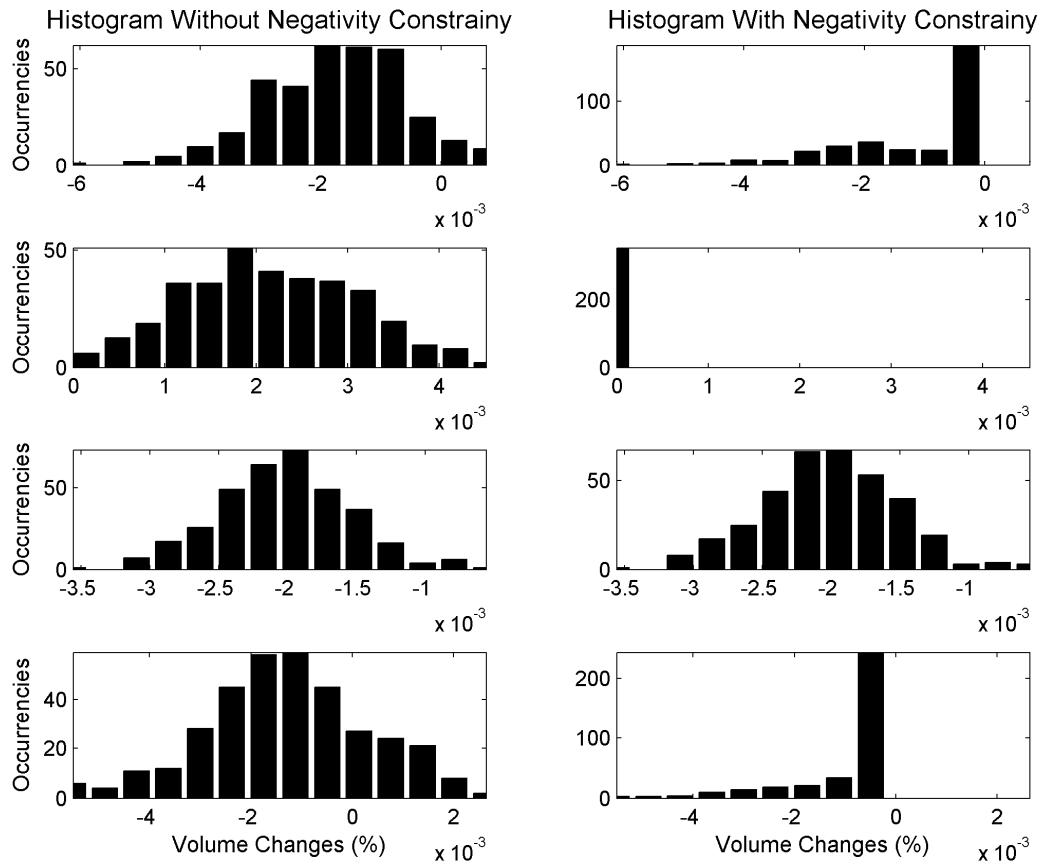 Histogram Without Negativity Constrainy
Histogram With Negativity Constrainy
Occurrencies
50
0
-6 -4 -2 0
x 10-3
100
0
-6 -4 -2 0
x 10-3
Occurrencies
50
0
0 1 2 3 4
x 10-3
200
0
0 1 2 3 4
x 10-3
Occurrencies
50
0
-3.5 -3 -2.5 -2 -1.5 -1
x 10-3
50
0
-3.5 -3 -2.5 -2 -1.5 -1
x 10-3
Occurrencies
40
20
0
-4 -2 0 2
Volume Changes (%)
x 10-3
200
100
0
-4 -2 0 2
Volume Changes (%)
x 10-3